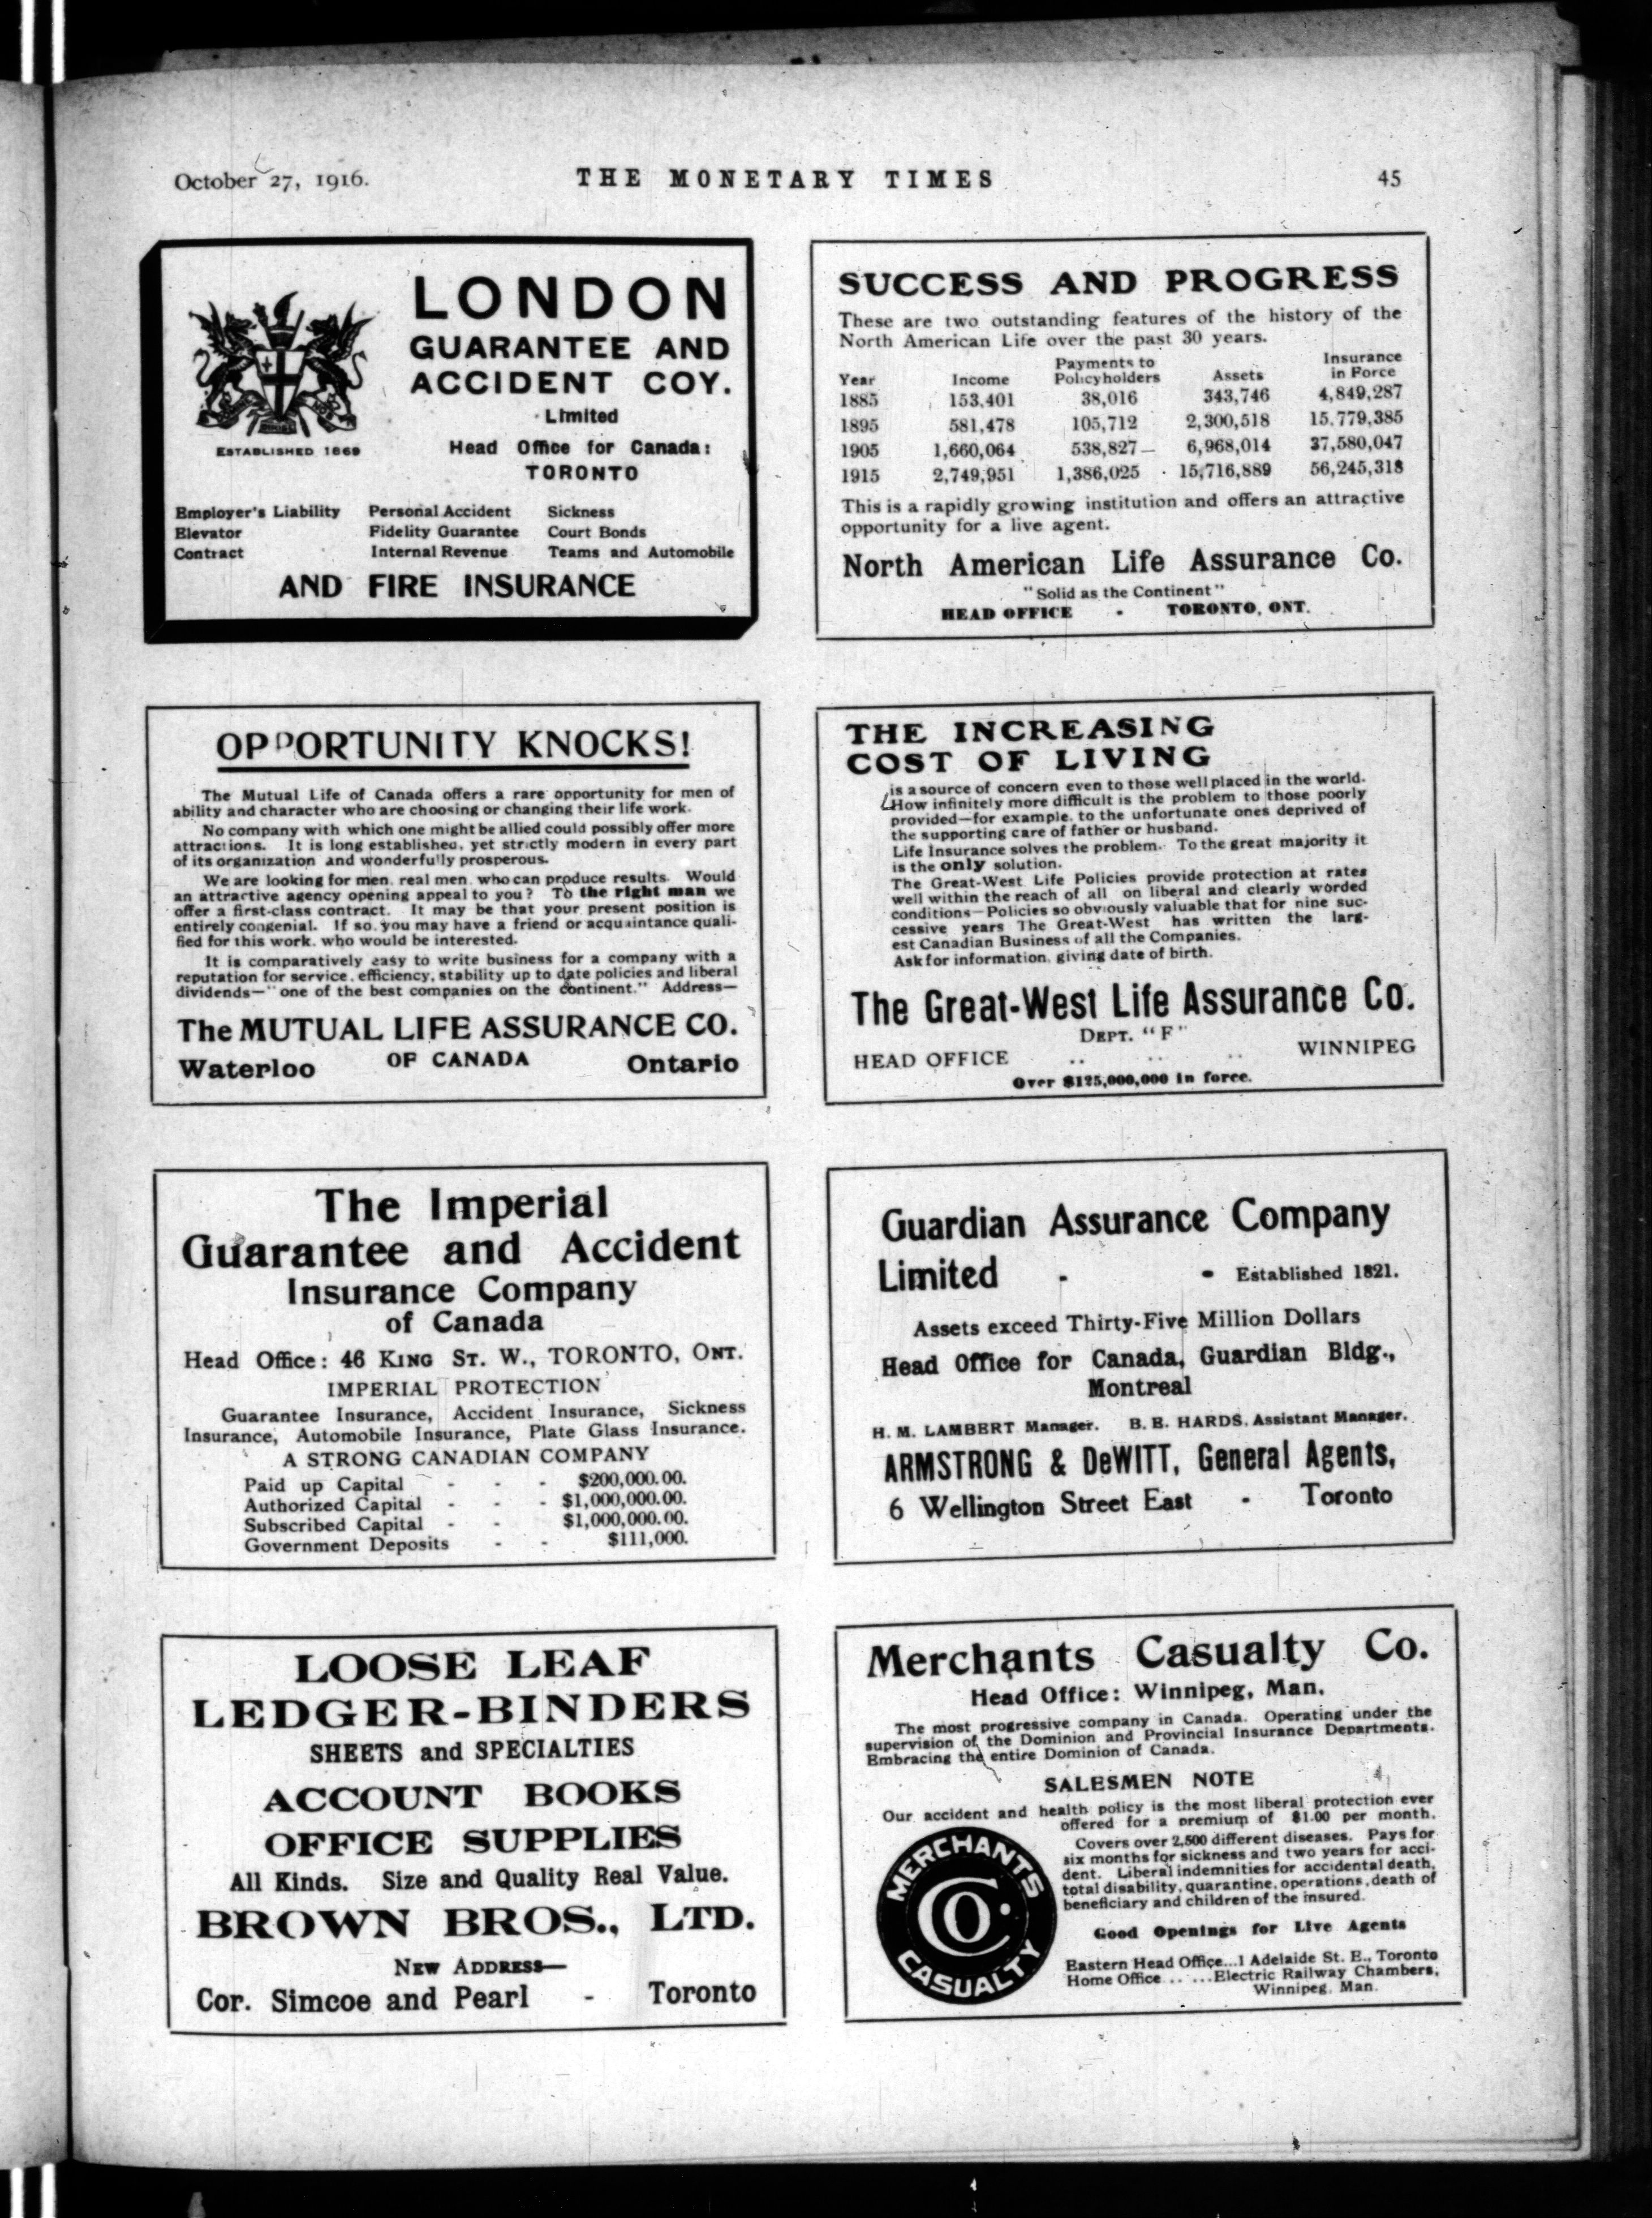 October 27, 1916.
THE MONETARY TIMES
45
LONDON
GUARANTEE AND
ACCIDENT COY.
Limited
Head Office for Canada:
TORONTO
ESTABLISHED 1869
Employer's Liability Personal Accident Sickness
Elevator Fidelity Guarantee Court Bonds
Contract Internal Revenue Teams and Automobile
AND FIRE INSURANCE
SUCCESS AND PROGRESS
These are two outstanding features of the history of the
North American Life over the past 30 years.
Year Income Payments to Policyholders Assets Insurance in Force
1885 153,401 38,016 343,746 4,849,287
1895 581,478 105,712 2,300,518 15,779,385
1905 1,660,064 538,827 6,968,014 37,580,047
1915 2,749,951 1,386,025 15,716,889 56,245,318
This is a rapidly growing institution and offers an attractive
opportunity for a live agent.
North American Life Assurance Co.
"Solid as the Continent"
HEAD OFFICE - TORONTO, ONT.
OPPORTUNITY KNOCKS!
The Mutual Life of Canada offers a rare opportunity for men of
ability and character who are choosing or changing their life work.
No company with which one might be allied could possibly offer more
attractions. It is long established, yet strictly modern in every part
of its organization and wonderfully prosperous.
We are looking for men, real men, who can produce results. Would
an attractive agency opening appeal to you? To the right man we
offer a first-class contract. It may be that your present position is
entirely congenial. If so, you may have a friend or acquaintance quali-
fied for this work, who would be interested.
It is comparatively easy to write business for a company with a
reputation for service, efficiency, stability up to date policies and liberal
dividends—"one of the best companies on the continent." Address—
The MUTUAL LIFE ASSURANCE CO.
OF CANADA
Waterloo Ontario
THE INCREASING
COST OF LIVING
is a source of concern even to those well placed in the world.
How infinitely more difficult is the problem to those poorly
provided—for example, to the unfortunate ones deprived of
the supporting care of father or husband.
Life Insurance solves the problem. To the great majority it
is the only solution.
The Great-West Life Policies provide protection at rates
well within the reach of all on liberal and clearly worded
conditions—Policies so obviously valuable that for nine suc-
cessive years The Great-West has written the larg-
est Canadian Business of all the Companies.
Ask for information, giving date of birth.
The Great-West Life Assurance Co.
DEPT. "F"
HEAD OFFICE .. .. .. WINNIPEG
Over $125,000,000 in force.
The Imperial
Guarantee and Accident
Insurance Company
of Canada
Head Office: 46 KING ST. W., TORONTO, ONT.
IMPERIAL PROTECTION
Guarantee Insurance, Accident Insurance, Sickness
Insurance, Automobile Insurance, Plate Glass Insurance.
A STRONG CANADIAN COMPANY
Paid up Capital - - - $200,000.00.
Authorized Capital - - - $1,000,000.00.
Subscribed Capital - - $1,000,000.00.
Government Deposits - - $111,000.
Guardian Assurance Company
Limited - - Established 1821.
Assets exceed Thirty-Five Million Dollars
Head Office for Canada, Guardian Bldg.,
Montreal
H. M. LAMBERT Manager. B. E. HARDS, Assistant Manager.
ARMSTRONG & DeWITT, General Agents,
6 Wellington Street East - Toronto
LOOSE LEAF
LEDGER-BINDERS
SHEETS and SPECIALTIES
ACCOUNT BOOKS
OFFICE SUPPLIES
All Kinds. Size and Quality Real Value.
BROWN BROS., LTD.
NEW ADDRESS—
Cor. Simcoe and Pearl - Toronto
Merchants Casualty Co.
Head Office: Winnipeg, Man.
The most progressive company in Canada. Operating under the
supervision of the Dominion and Provincial Insurance Departments.
Embracing the entire Dominion of Canada.
SALESMEN NOTE
Our accident and health policy is the most liberal protection ever
offered for a premium of $1.00 per month.
Covers over 2,500 different diseases. Pays for
six months for sickness and two years for acci-
dent. Liberal indemnities for accidental death,
total disability, quarantine, operations, death of
beneficiary and children of the insured.
Good Openings for Live Agents
Eastern Head Office...1 Adelaide St. E., Toronto
Home Office .. ...Electric Railway Chambers,
Winnipeg, Man.
MERCHANTS
Co.
CASUALTY